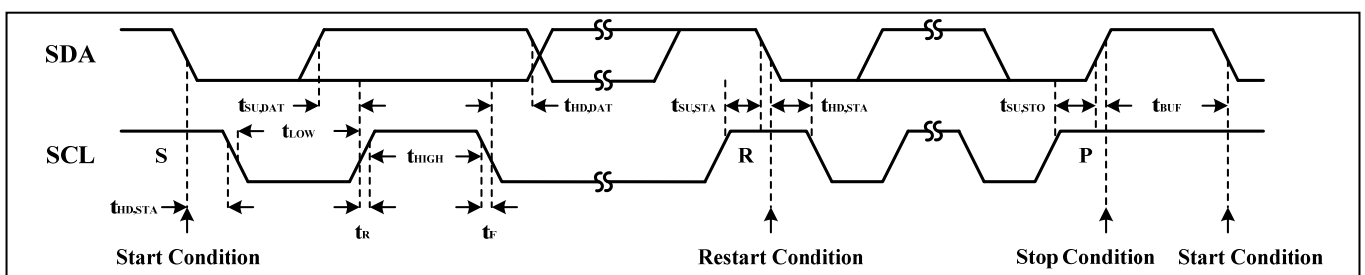 SDA
tSU,DAT tHD,DAT tSU,STA tHD,STA tSU,STO tBUF
tLOW
SCL S tHIGH R P
tHD,STA
tR tF
Start Condition Restart Condition Stop Condition Start Condition